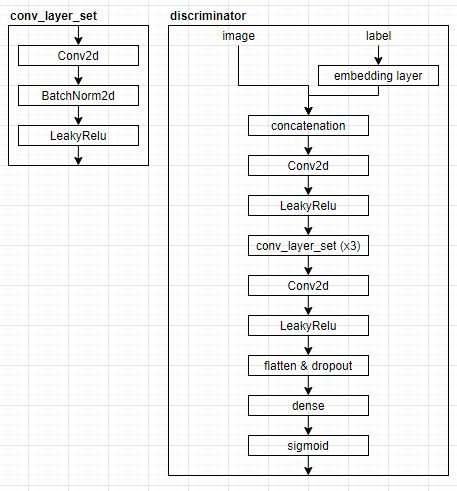 conv_layer_set
Conv2d
BatchNorm2d
LeakyRelu
discriminator
image
label
embedding layer
concatenation
Conv2d
LeakyRelu
conv_layer_set (x3)
Conv2d
LeakyRelu
flatten & dropout
dense
sigmoid